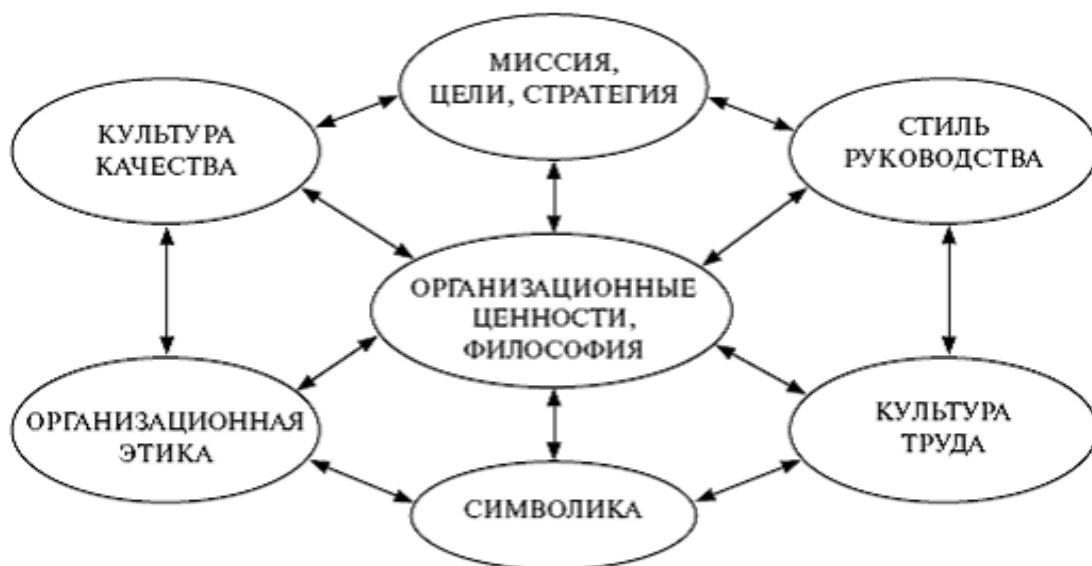 МИССИЯ,
ЦЕЛИ, СТРАТЕГИЯ
КУЛЬТУРА
КАЧЕСТВА
СТИЛЬ
РУКОВОДСТВА
ОРГАНИЗАЦИОННЫЕ
ЦЕННОСТИ,
ФИЛОСОФИЯ
ОРГАНИЗАЦИОННАЯ
ЭТИКА
КУЛЬТУРА
ТРУДА
СИМВОЛИКА